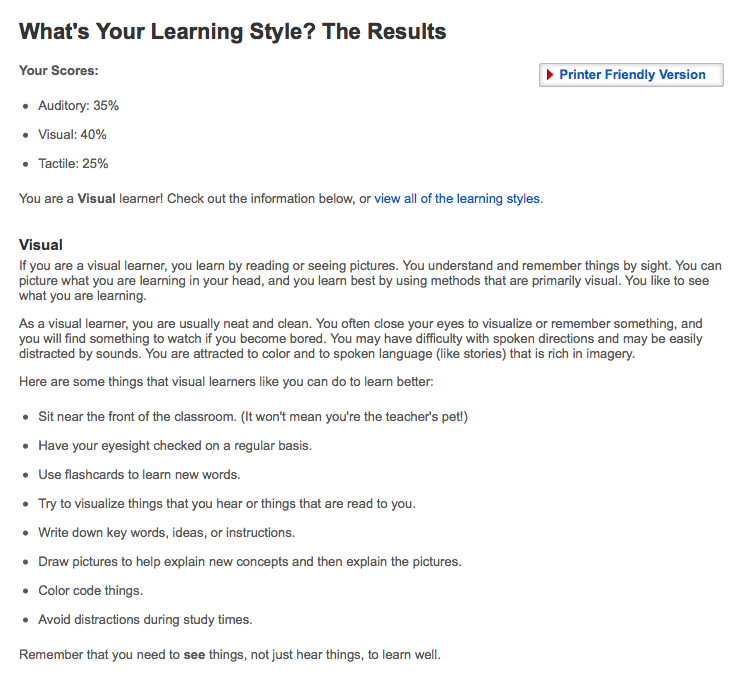 What's Your Learning Style? The Results
Your Scores:
Printer Friendly Version
Auditory: 35%
Visual: 40%
Tactile: 25%
You are a Visual learner! Check out the information below, or view all of the learning styles.
Visual
If you are a visual learner, you learn by reading or seeing pictures. You understand and remember things by sight. You can
picture what you are learning in your head, and you learn best by using methods that are primarily visual. You like to see
what you are learning.
As a visual learner, you are usually neat and clean. You often close your eyes to visualize or remember something, and
you will find something to watch if you become bored. You may have difficulty with spoken directions and may be easily
distracted by sounds. You are attracted to color and to spoken language (like stories) that is rich in imagery.
Here are some things that visual learners like you can do to learn better:
Sit near the front of the classroom. (It won't mean you're the teacher's pet!)
Have your eyesight checked on a regular basis.
Use flashcards to learn new words.
Try to visualize things that you hear or things that are read to you.
Write down key words, ideas, or instructions.
Draw pictures to help explain new concepts and then explain the pictures.
Color code things.
Avoid distractions during study times.
Remember that you need to see things, not just hear things, to learn well.